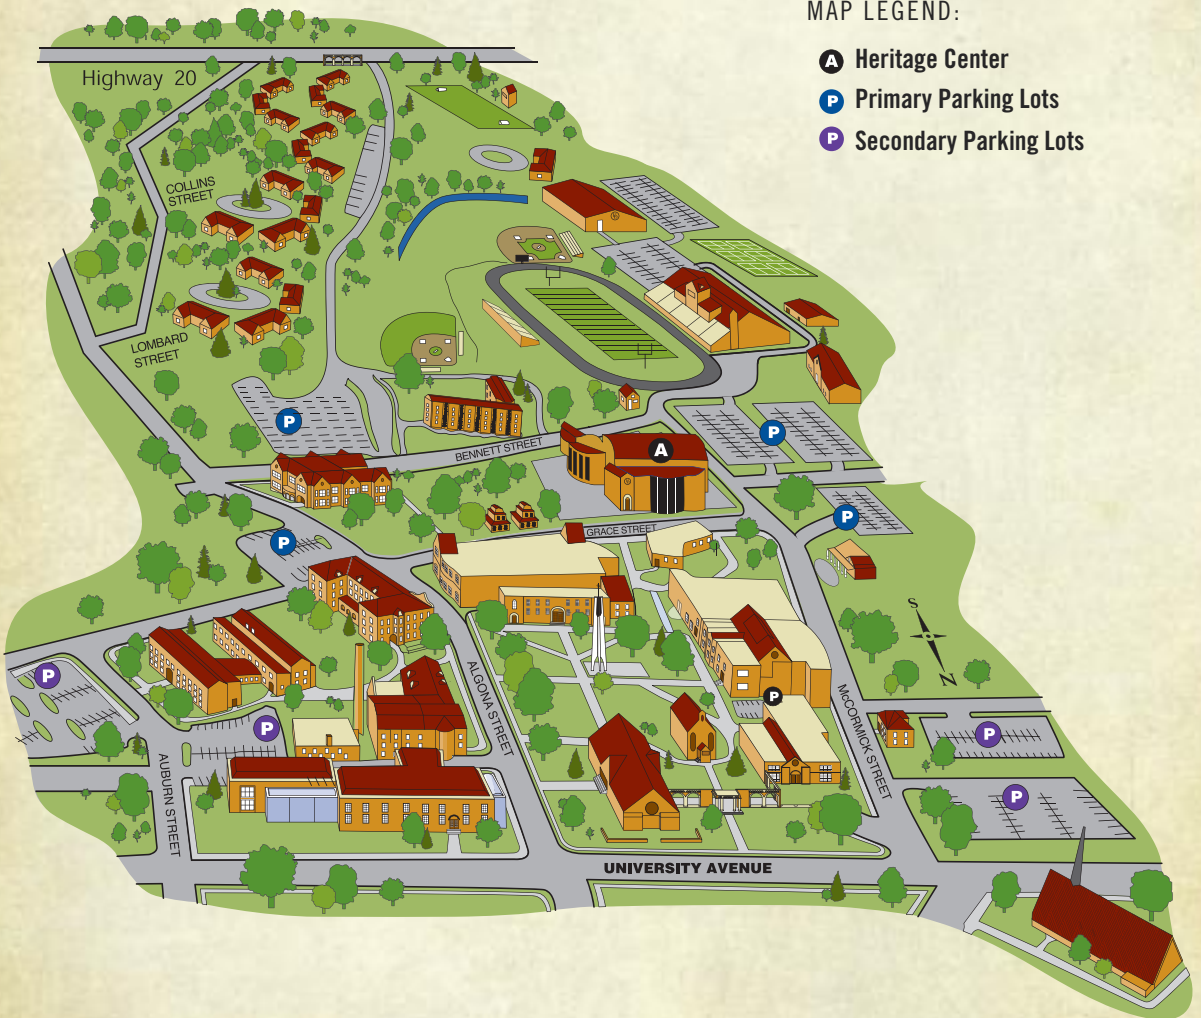 MAP LEGEND:
A Heritage Center
P Primary Parking Lots
P Secondary Parking Lots
Highway 20
COLLINS
STREET
LOMBARD
STREET
P
P
BENNETT STREET
A
P
P
GRACE STREET
S
N
P
P
P
ALGONA STREET
McCORMICK STREET
P
AUBURN STREET
P
UNIVERSITY AVENUE